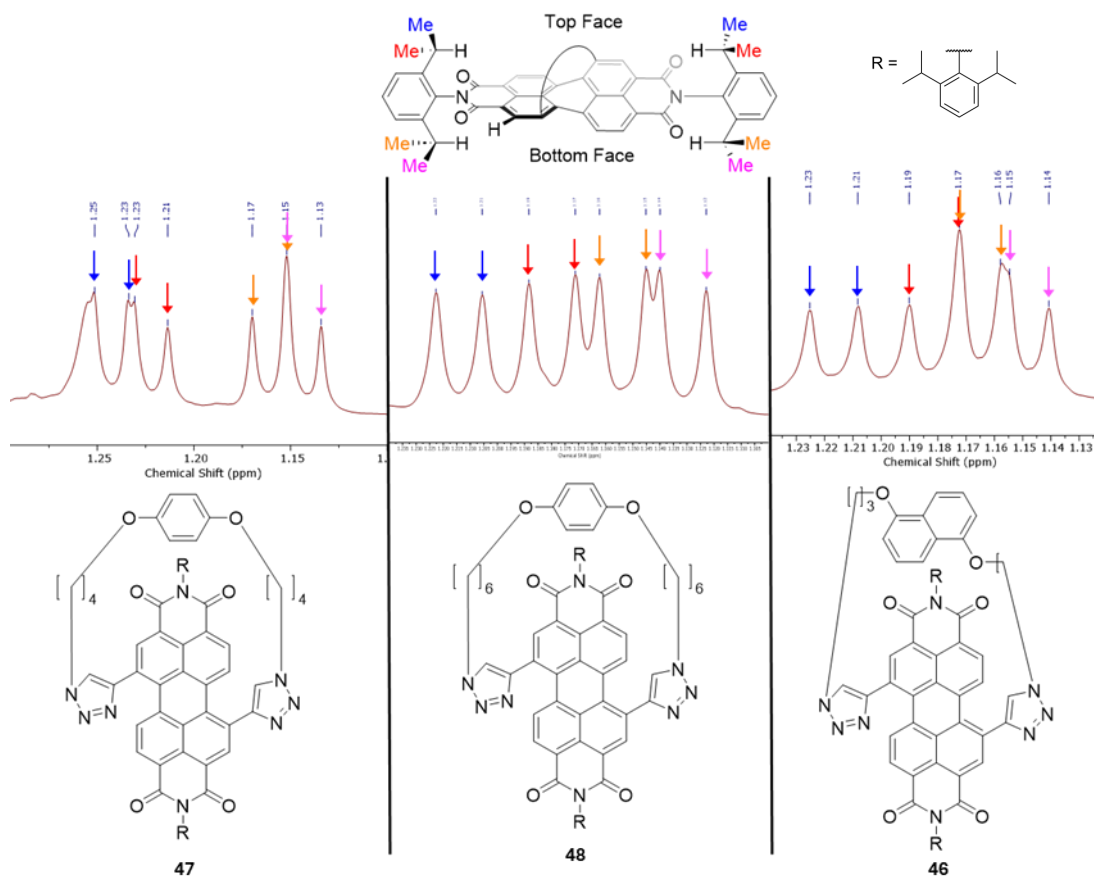 Me
Me
H
Top Face
Me
Me
H
R =
O
O
N
N
O
O
H
H
H
Me
Me
Bottom Face
Me
Me
1.25
1.23
1.23
1.21
1.17
1.15
1.13
1.23
1.21
1.19
1.17
1.16
1.15
1.14
1.25
1.20
1.15
1.
Chemical Shift (ppm)
Chemical Shift (ppm)
1.23
1.22
1.21
1.20
1.19
1.18
1.17
1.16
1.15
1.14
1.13
Chemical Shift (ppm)
O
O
R
O
N
O
4
4
N
N
N
N
N
N
O
N
O
R
47
O
O
R
O
N
O
6
6
N
N
N
N
N
N
O
N
O
R
48
3
O
O
R
O
N
O
N
N
N
N
N
N
O
N
O
R
46